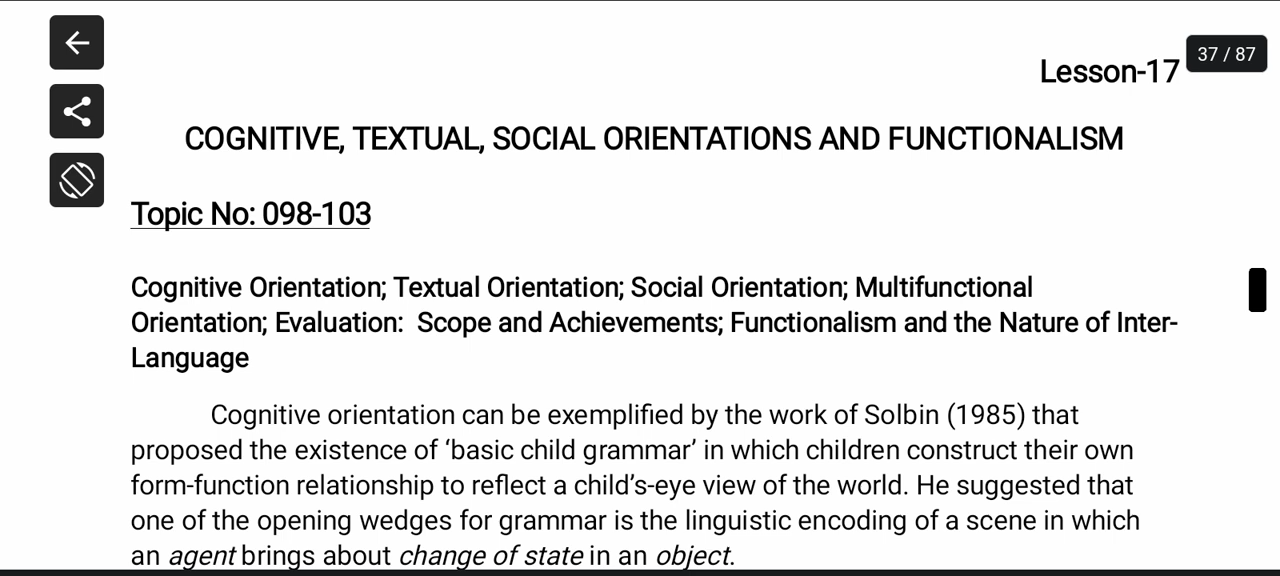 37 / 87
Lesson-17
COGNITIVE, TEXTUAL, SOCIAL ORIENTATIONS AND FUNCTIONALISM
Topic No: 098-103
Cognitive Orientation; Textual Orientation; Social Orientation; Multifunctional
Orientation; Evaluation:  Scope and Achievements; Functionalism and the Nature of Inter-
Language
Cognitive orientation can be exemplified by the work of Solbin (1985) that
proposed the existence of ‘basic child grammar’ in which children construct their own
form-function relationship to reflect a child’s-eye view of the world. He suggested that
one of the opening wedges for grammar is the linguistic encoding of a scene in which
an agent brings about change of state in an object.